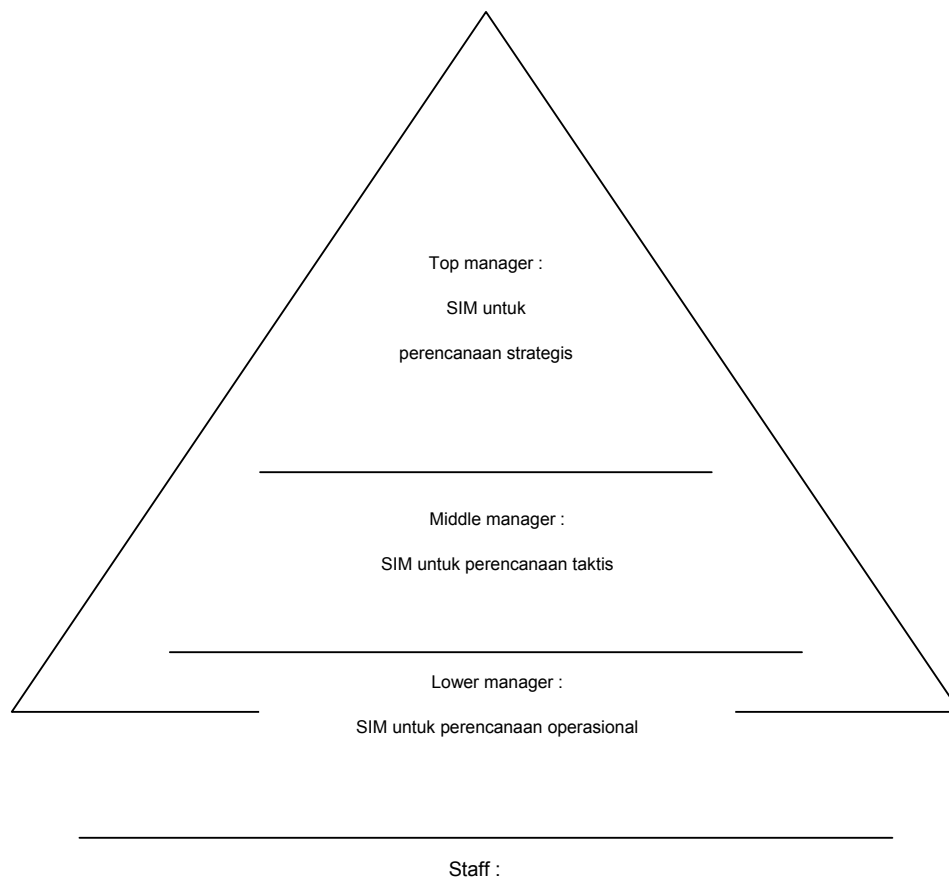 Top manager :
SIM untuk
perencanaan strategis
Middle manager :
SIM untuk perencanaan taktis
Lower manager :
SIM untuk perencanaan operasional
Staff :